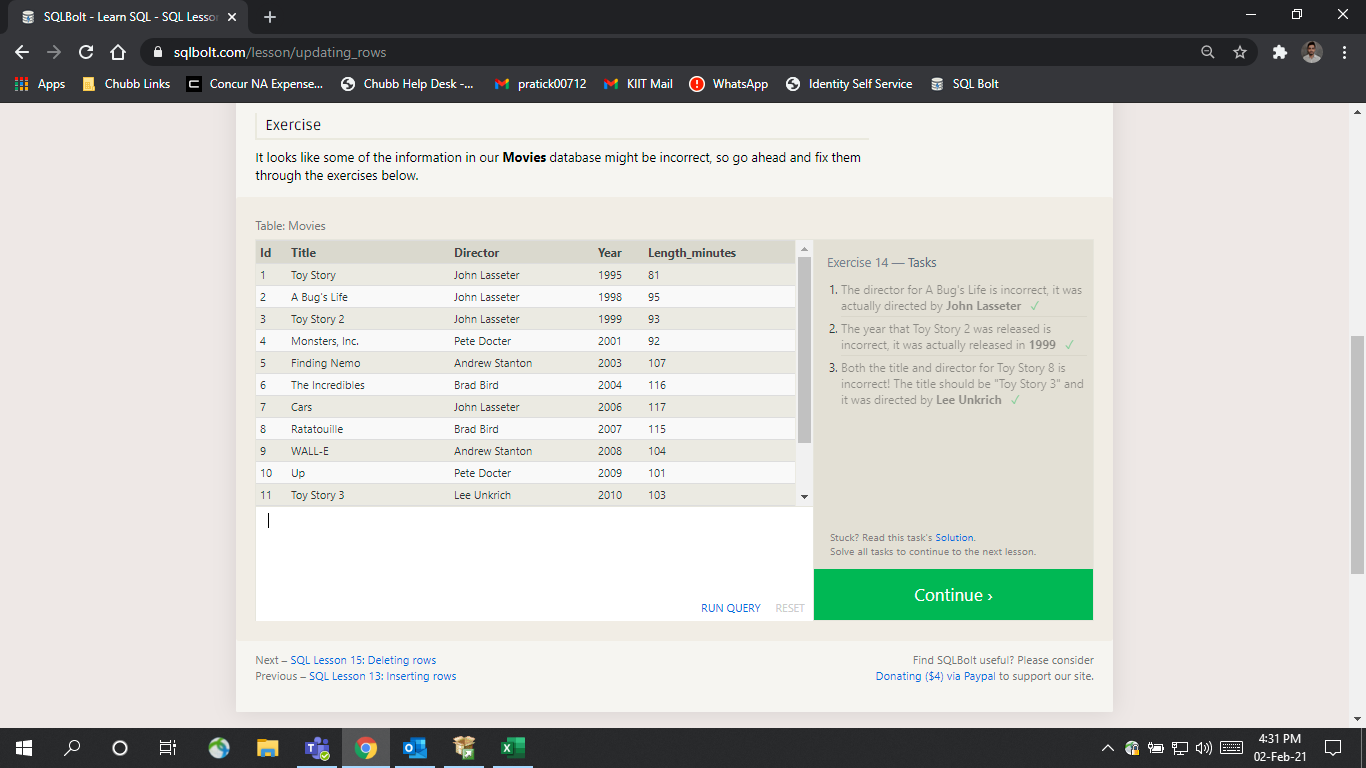 SQLBolt - Learn SQL - SQL Lesson
sqlbolt.com/lesson/updating_rows
Apps Chubb Links Concur NA Expense... Chubb Help Desk -... pratick00712 KIIT Mail WhatsApp Identity Self Service SQL Bolt
Exercise
It looks like some of the information in our Movies database might be incorrect, so go ahead and fix them
through the exercises below.
Table: Movies
Id Title Director Year Length_minutes
1 Toy Story John Lasseter 1995 81
2 A Bug's Life John Lasseter 1998 95
3 Toy Story 2 John Lasseter 1999 93
4 Monsters, Inc. Pete Docter 2001 92
5 Finding Nemo Andrew Stanton 2003 107
6 The Incredibles Brad Bird 2004 116
7 Cars John Lasseter 2006 117
8 Ratatouille Brad Bird 2007 115
9 WALL-E Andrew Stanton 2008 104
10 Up Pete Docter 2009 101
11 Toy Story 3 Lee Unkrich 2010 103
RUN QUERY RESET
Exercise 14 — Tasks
1. The director for A Bug's Life is incorrect, it was
actually directed by John Lasseter ✓
2. The year that Toy Story 2 was released is
incorrect, it was actually released in 1999 ✓
3. Both the title and director for Toy Story 8 is
incorrect! The title should be "Toy Story 3" and
it was directed by Lee Unkrich ✓
Stuck? Read this task's Solution.
Solve all tasks to continue to the next lesson.
Continue ›
Next – SQL Lesson 15: Deleting rows
Previous – SQL Lesson 13: Inserting rows
Find SQLBolt useful? Please consider
Donating ($4) via Paypal to support our site.
4:31 PM
02-Feb-21